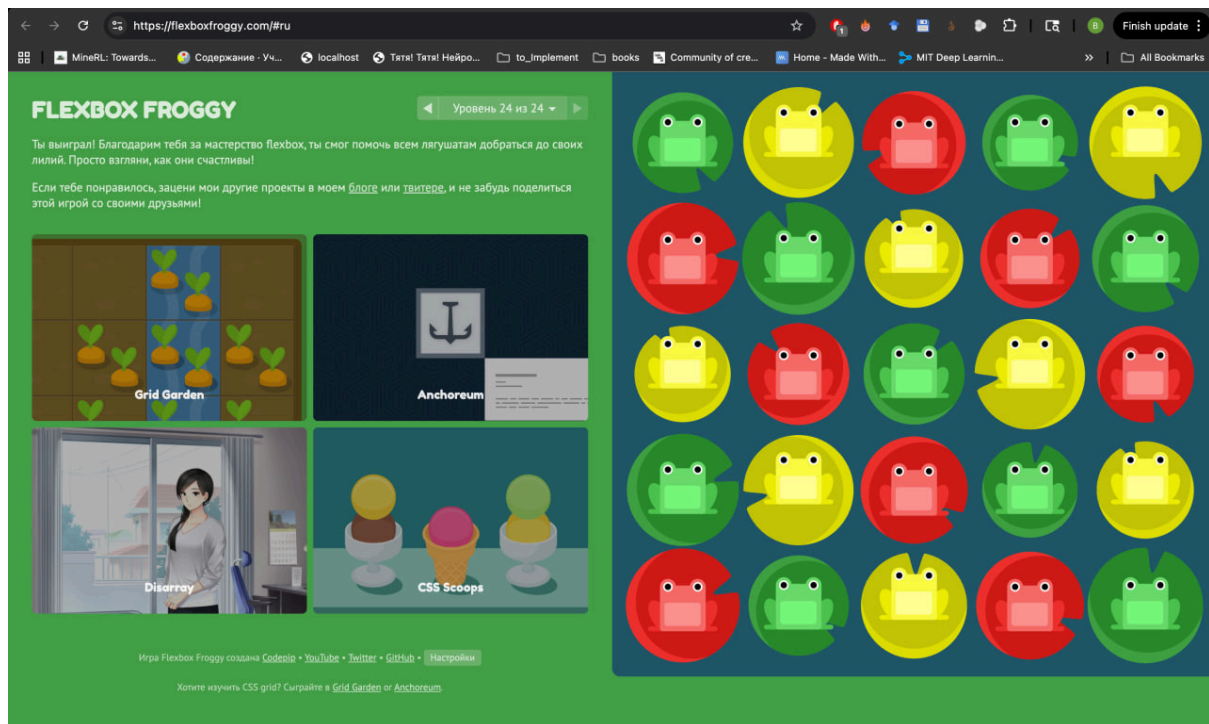 https://flexboxfroggy.com/#ru
1
B
Finish update
MineRL: Towards...
Содержание · Уч...
localhost
Тятя! Тятя! Нейро...
to_Implement
books
Community of cre...
Home - Made With...
MIT Deep Learnin...
»
All Bookmarks
FLEXBOX FROGGY
Уровень 24 из 24
Ты выиграл! Благодарим тебя за мастерство flexbox, ты смог помочь всем лягушатам добраться до своих
лилий. Просто взгляни, как они счастливы!
Если тебе понравилось, зацени мои другие проекты в моем блоге или твитере, и не забудь поделиться
этой игрой со своими друзьями!
Grid Garden
Anchoreum
Disarray
CSS Scoops
Игра Flexbox Froggy создана Codepip • YouTube • Twitter • GitHub • Настройки
Хотите изучить CSS grid? Сыграйте в Grid Garden or Anchoreum.